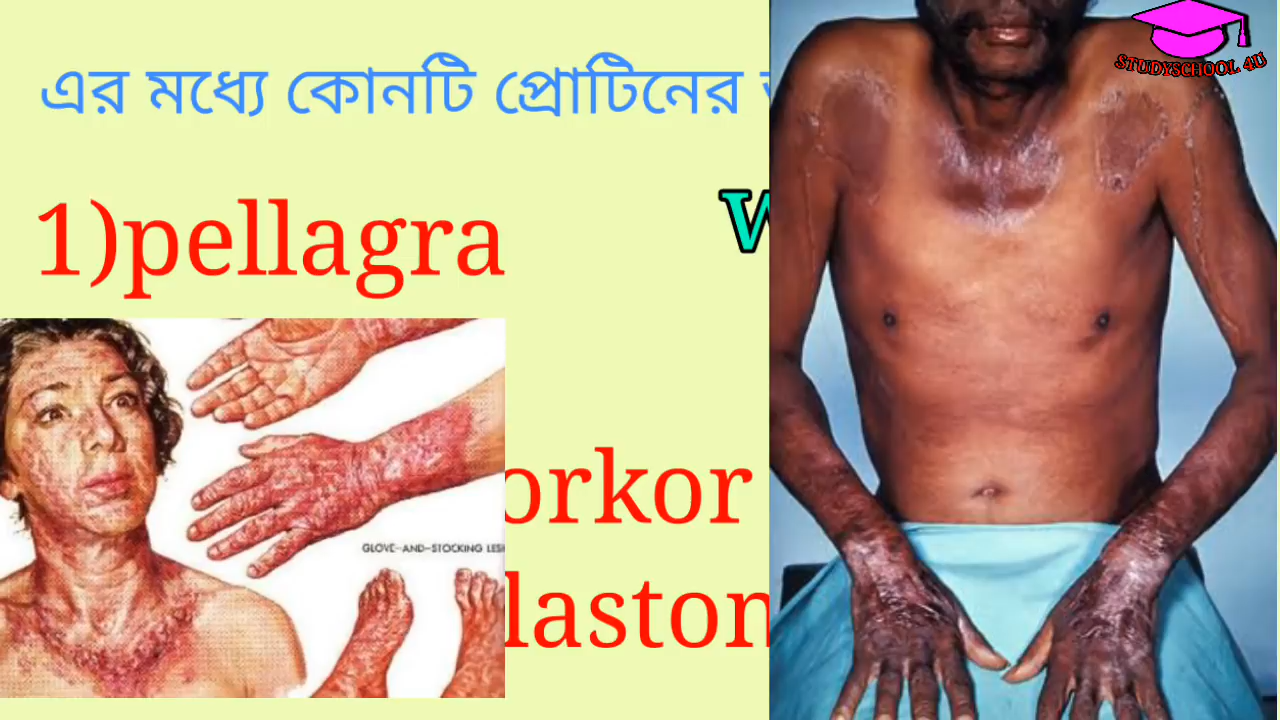 এর মধ্যে কোনটি প্রোটিনের
STUDYSCHOOL 4U
1)pellagra
orkor
GLOVE-AND-STOCKING LESI
laston